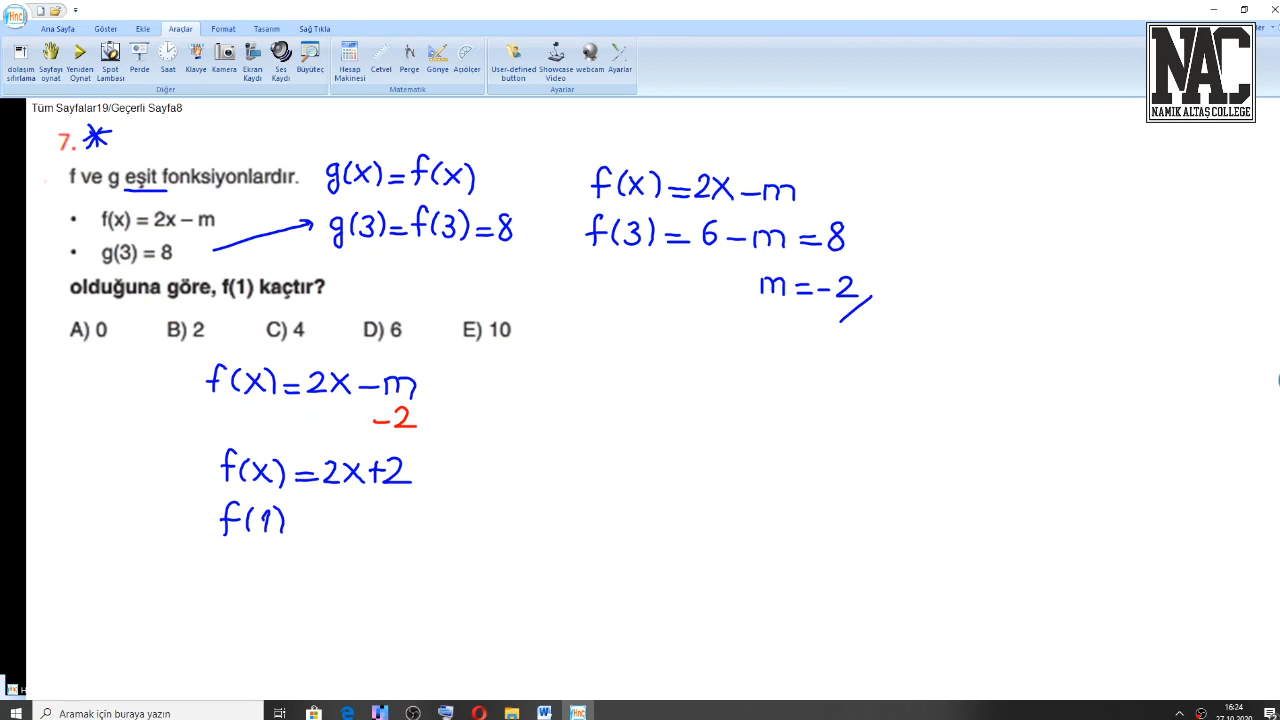 Ana Sayfa Göster Ekle Araçlar Format Tasarım Sağ Tıkla
dolaşım sıfırlama Sayfayı oynat Yeniden Oynat Spot Lambası Perde Saat Klavye Kamera Ekran Kaydı Ses Kaydı Büyüteç Hesap Makinesi Cetvel Perge Gönye Açıölçer User-defined button Showcase Video webcam Ayarlar
Diğer Matematik Ayarlar
NAC
NAMIK ALTAŞ COLLEGE
Tüm Sayfalar19/Geçerli Sayfa8
7. *
f ve g eşit fonksiyonlardır.
• f(x) = 2x – m
• g(3) = 8
olduğuna göre, f(1) kaçtır?
A) 0 B) 2 C) 4 D) 6 E) 10
g(x)=f(x)
g(3)=f(3)=8
f(x)=2x-m
f(3)=6-m=8
m=-2
f(x)=2x-m
-2
f(x)=2x+2
f(1)
Aramak için buraya yazın
16:24
27.10.2020